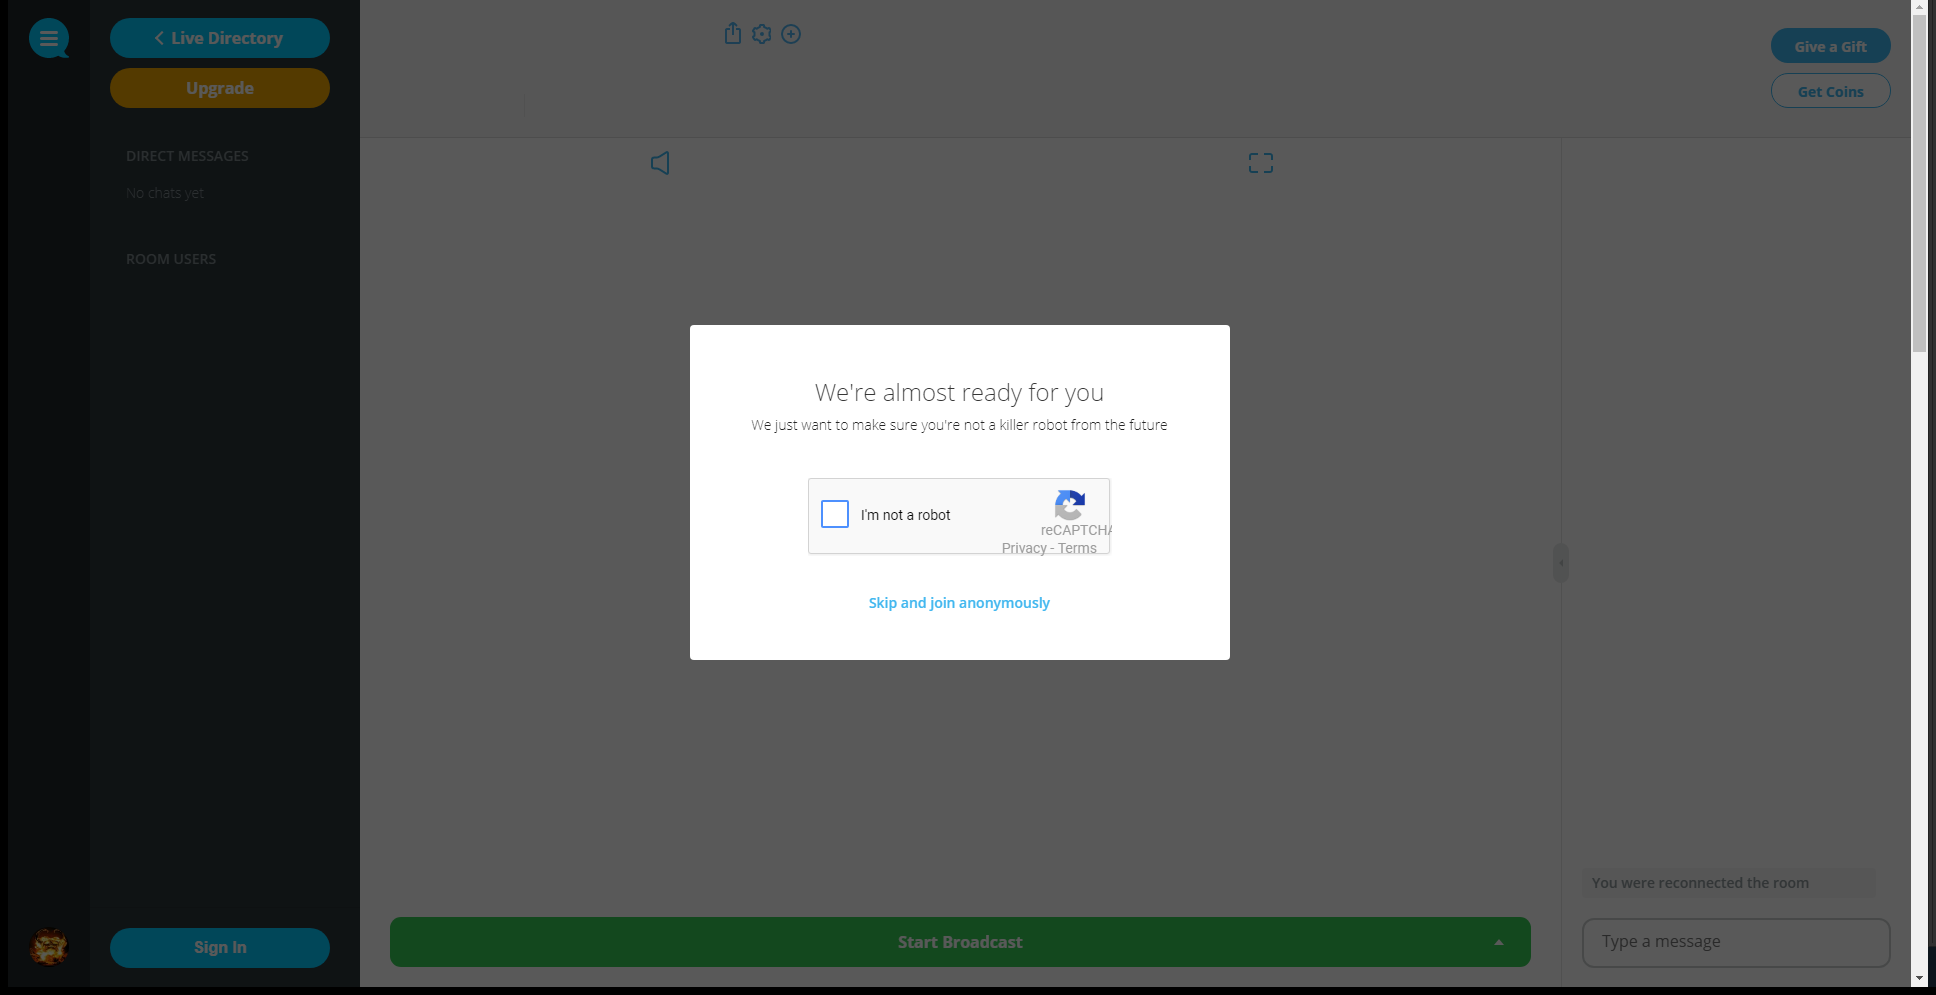 Live Directory
Upgrade
DIRECT MESSAGES
No chats yet
ROOM USERS
Sign In
Give a Gift
Get Coins
We're almost ready for you
We just want to make sure you're not a killer robot from the future
I'm not a robot
reCAPTCHA
Privacy - Terms
Skip and join anonymously
You were reconnected the room
Start Broadcast
Type a message